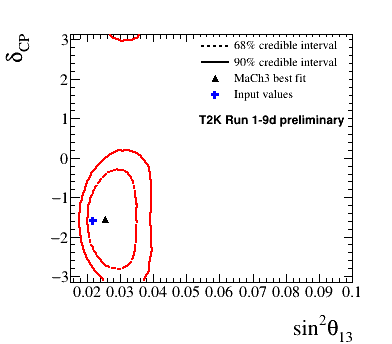 δCP
68% credible interval
90% credible interval
MaCh3 best fit
Input values
T2K Run 1-9d preliminary
3
2
1
0
−1
−2
−3
0.02 0.03 0.04 0.05 0.06 0.07 0.08 0.09 0.1
sin²θ13